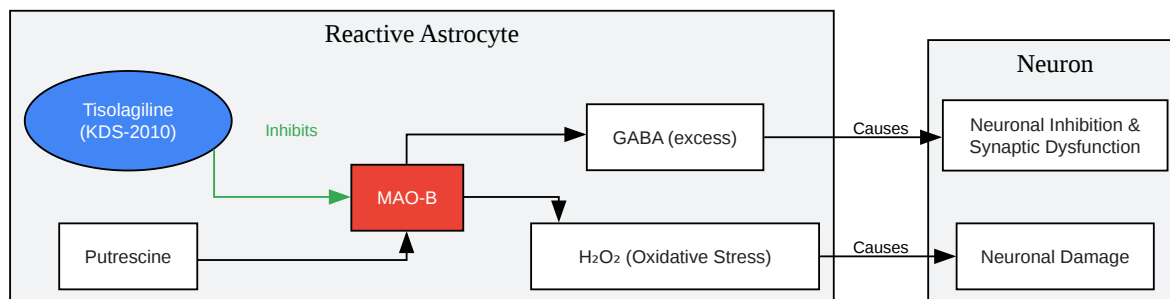 Reactive Astrocyte
Tisolagiline
(KDS-2010)
Inhibits
MAO-B
Putrescine
GABA (excess)
H₂O₂ (Oxidative Stress)
Causes
Causes
Neuron
Neuronal Inhibition &
Synaptic Dysfunction
Neuronal Damage